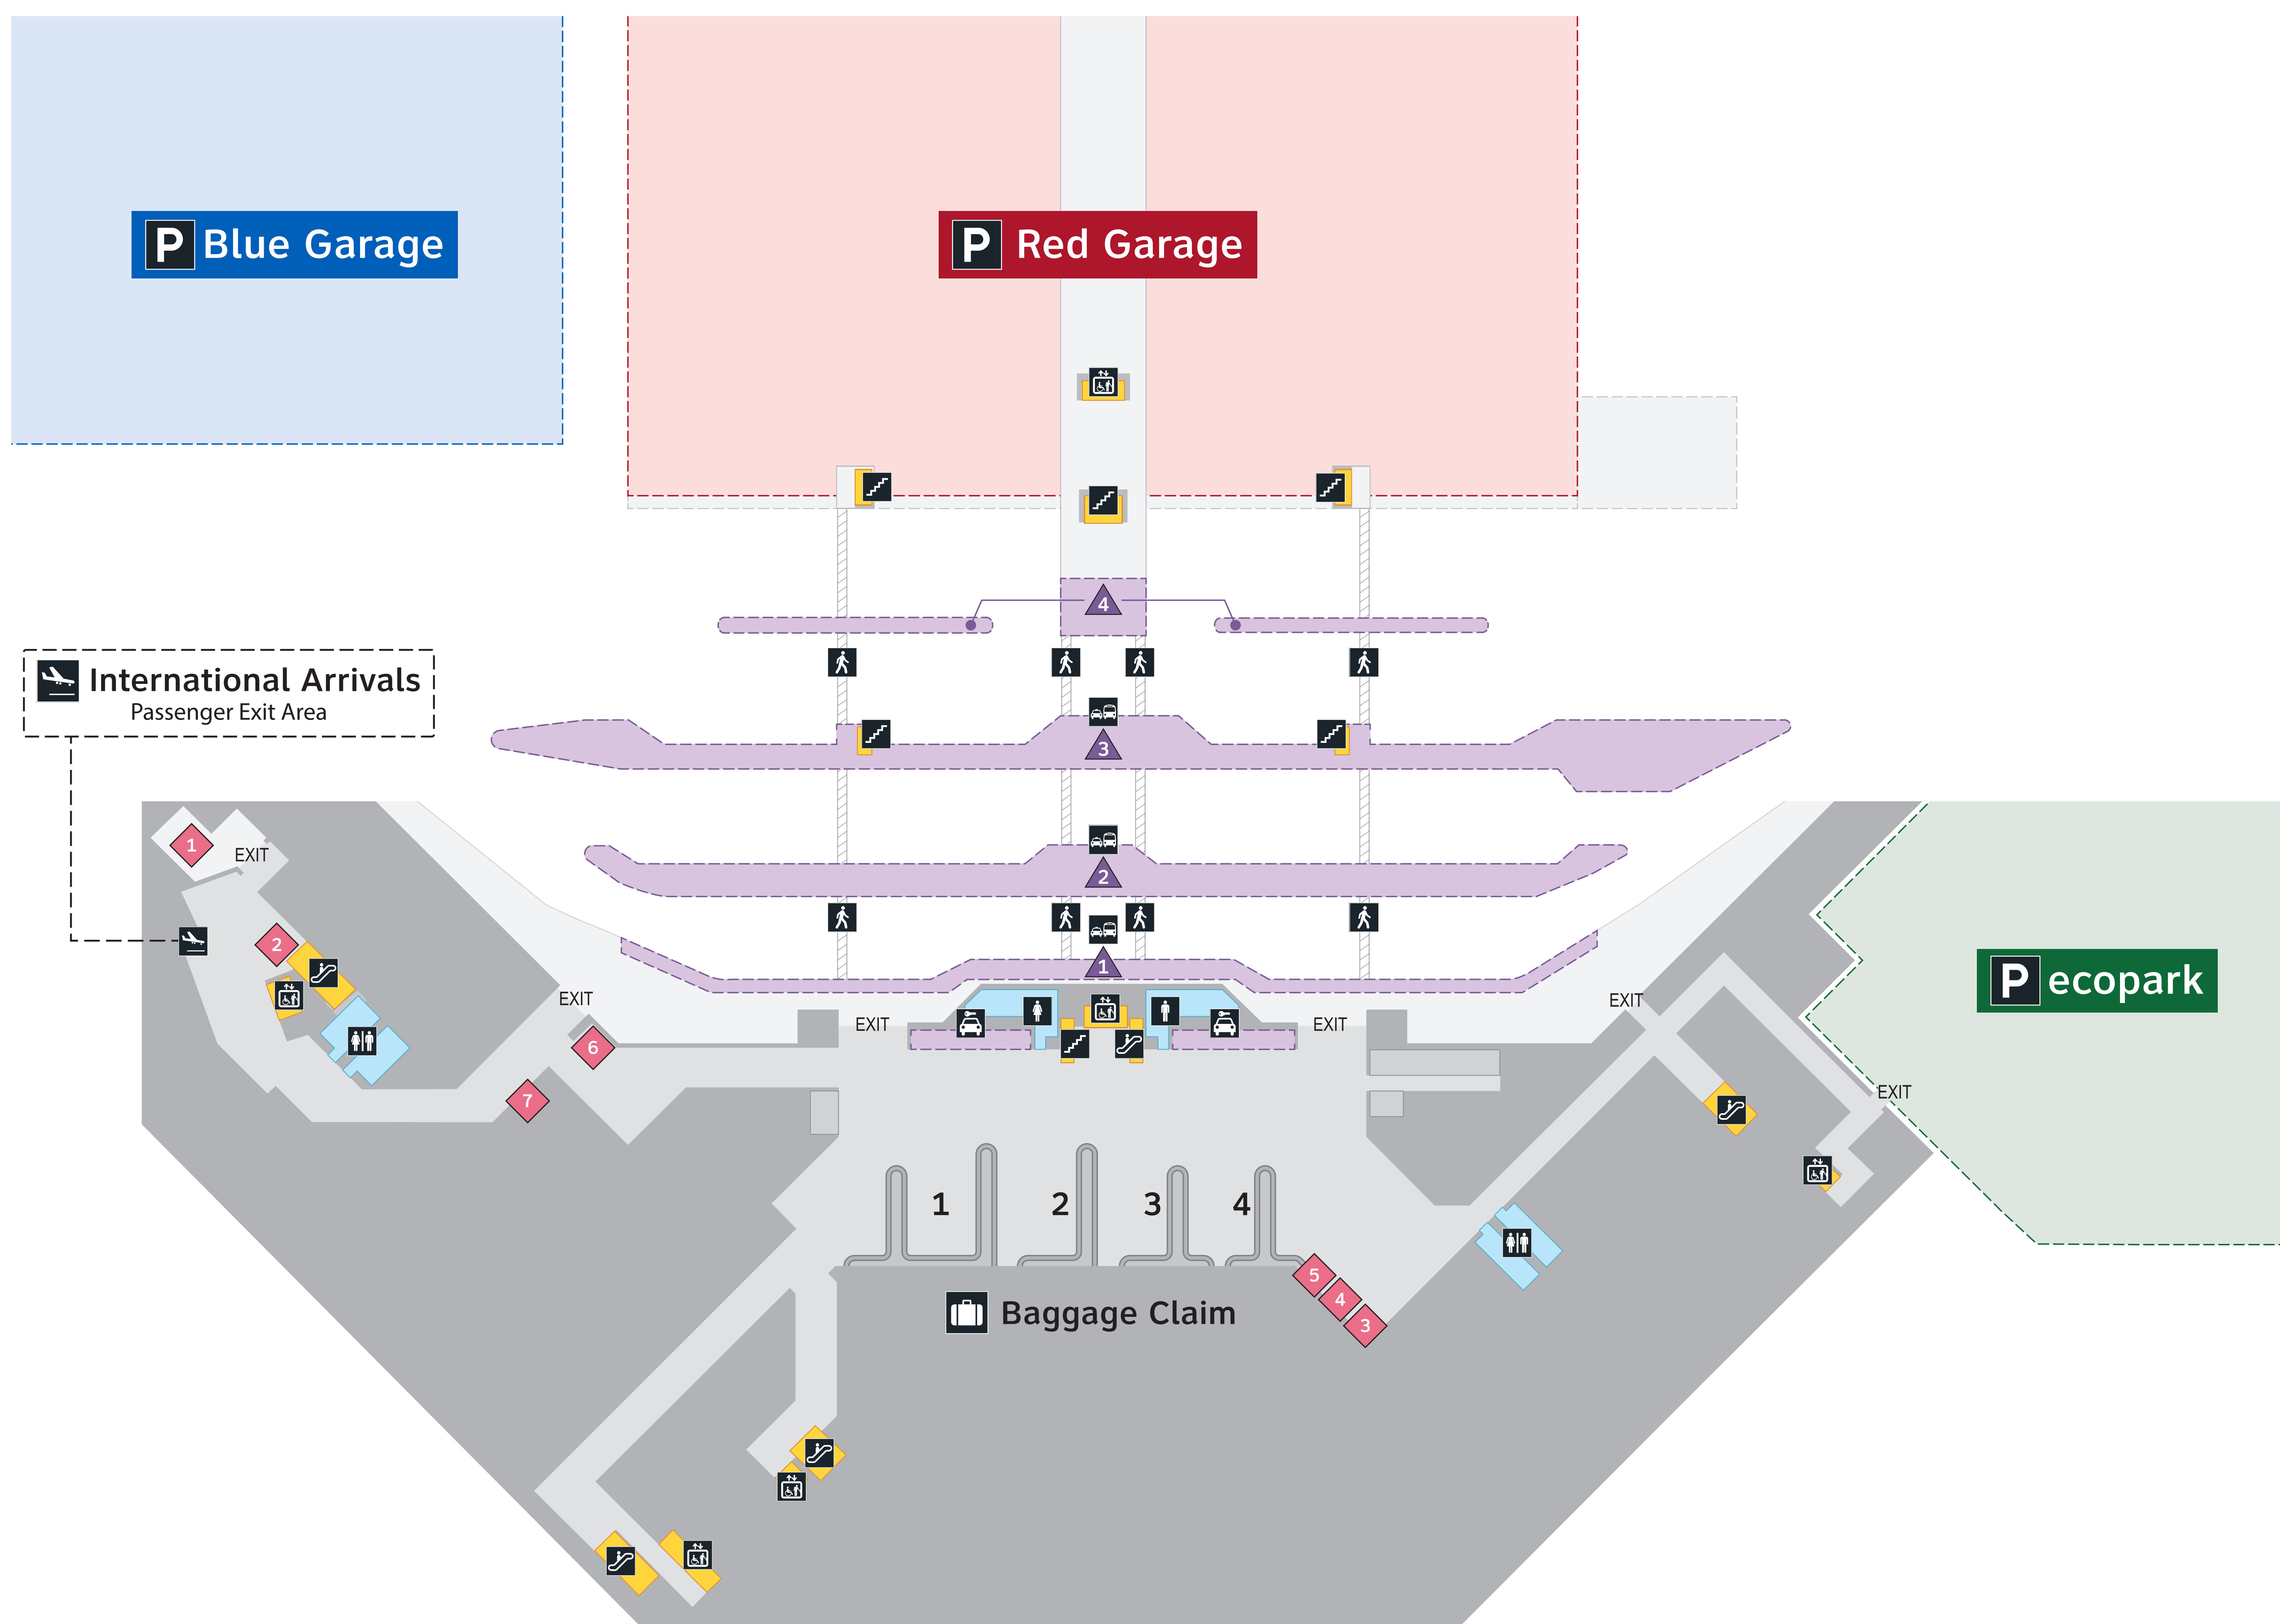 P Blue Garage
P Red Garage
4
International Arrivals
Passenger Exit Area
3
1
EXIT
2
2
1
P ecopark
EXIT
EXIT
EXIT
EXIT
6
7
EXIT
1
2
3
4
5
4
3
Baggage Claim